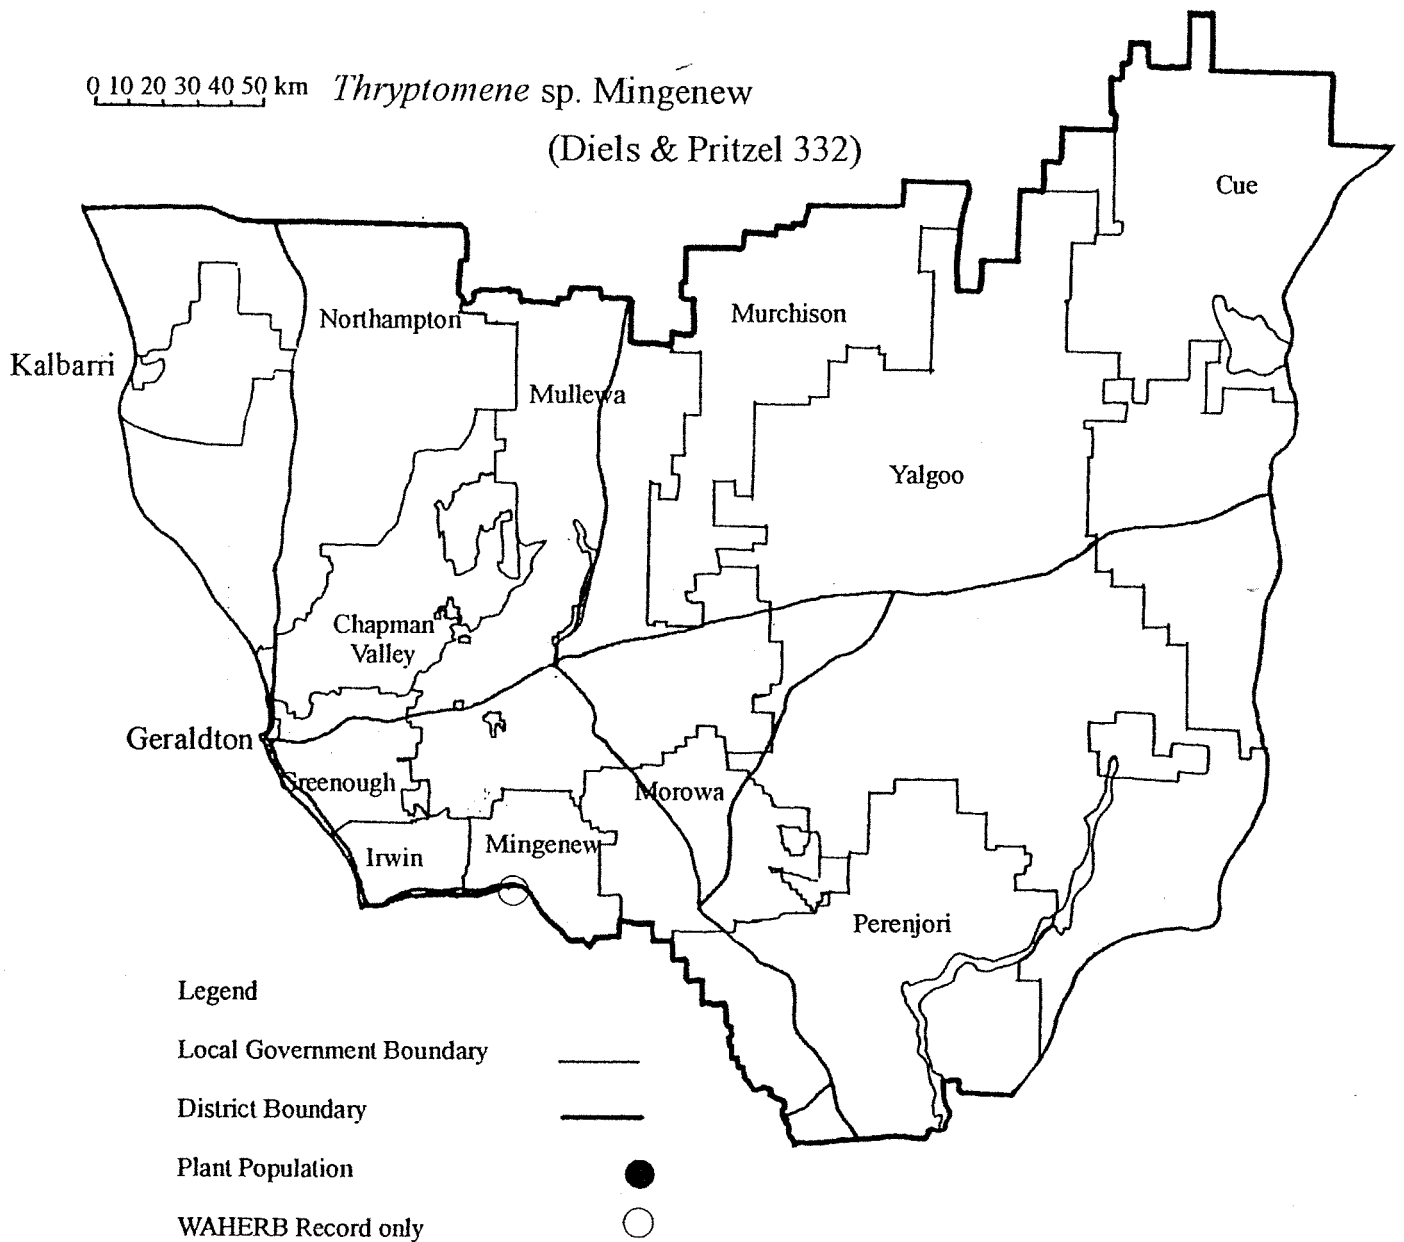 0 10 20 30 40 50 km
Thryptomene sp. Mingenew
(Diels & Pritzel 332)
Cue
Northampton
Murchison
Kalbarri
Mullewa
Yalgoo
Chapman
Valley
Geraldton
Greenough
Morowa
Irwin
Mingenew
Perenjori
Legend
Local Government Boundary
District Boundary
Plant Population
WAHERB Record only